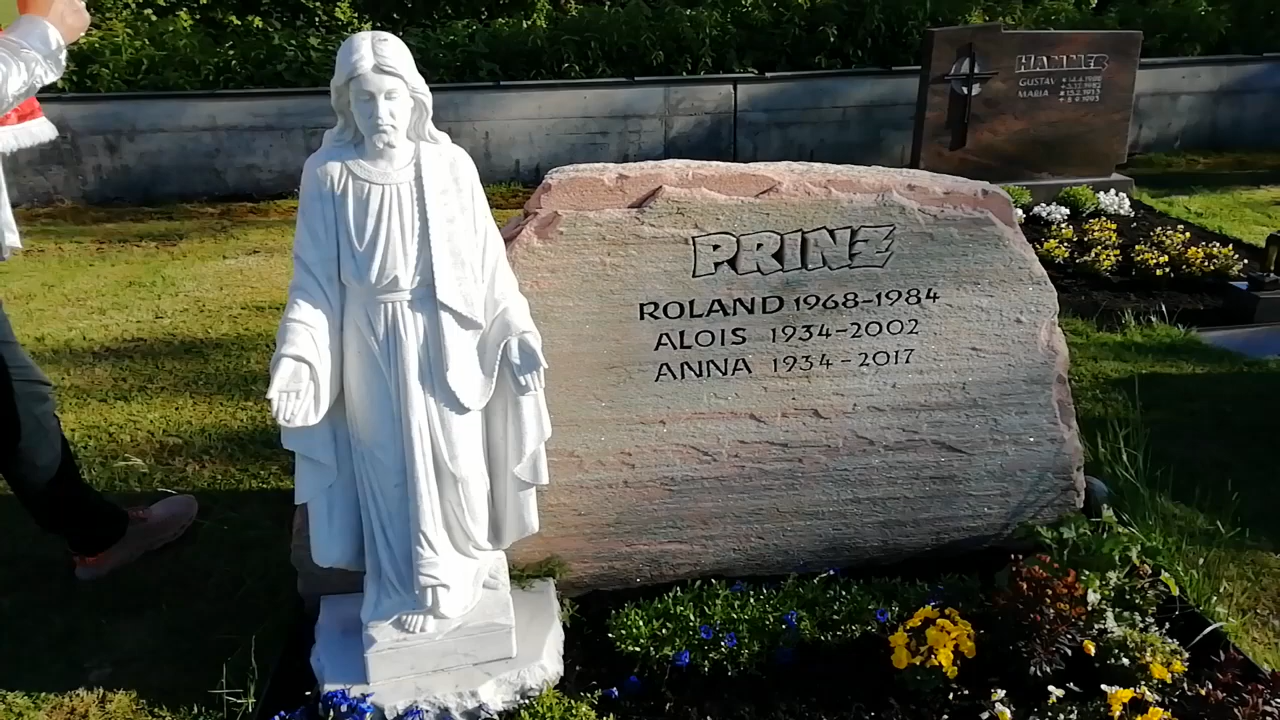 PRINZ
ROLAND 1968-1984
ALOIS 1934-2002
ANNA 1934-2017
HAMMER
GUSTAV
MARIA